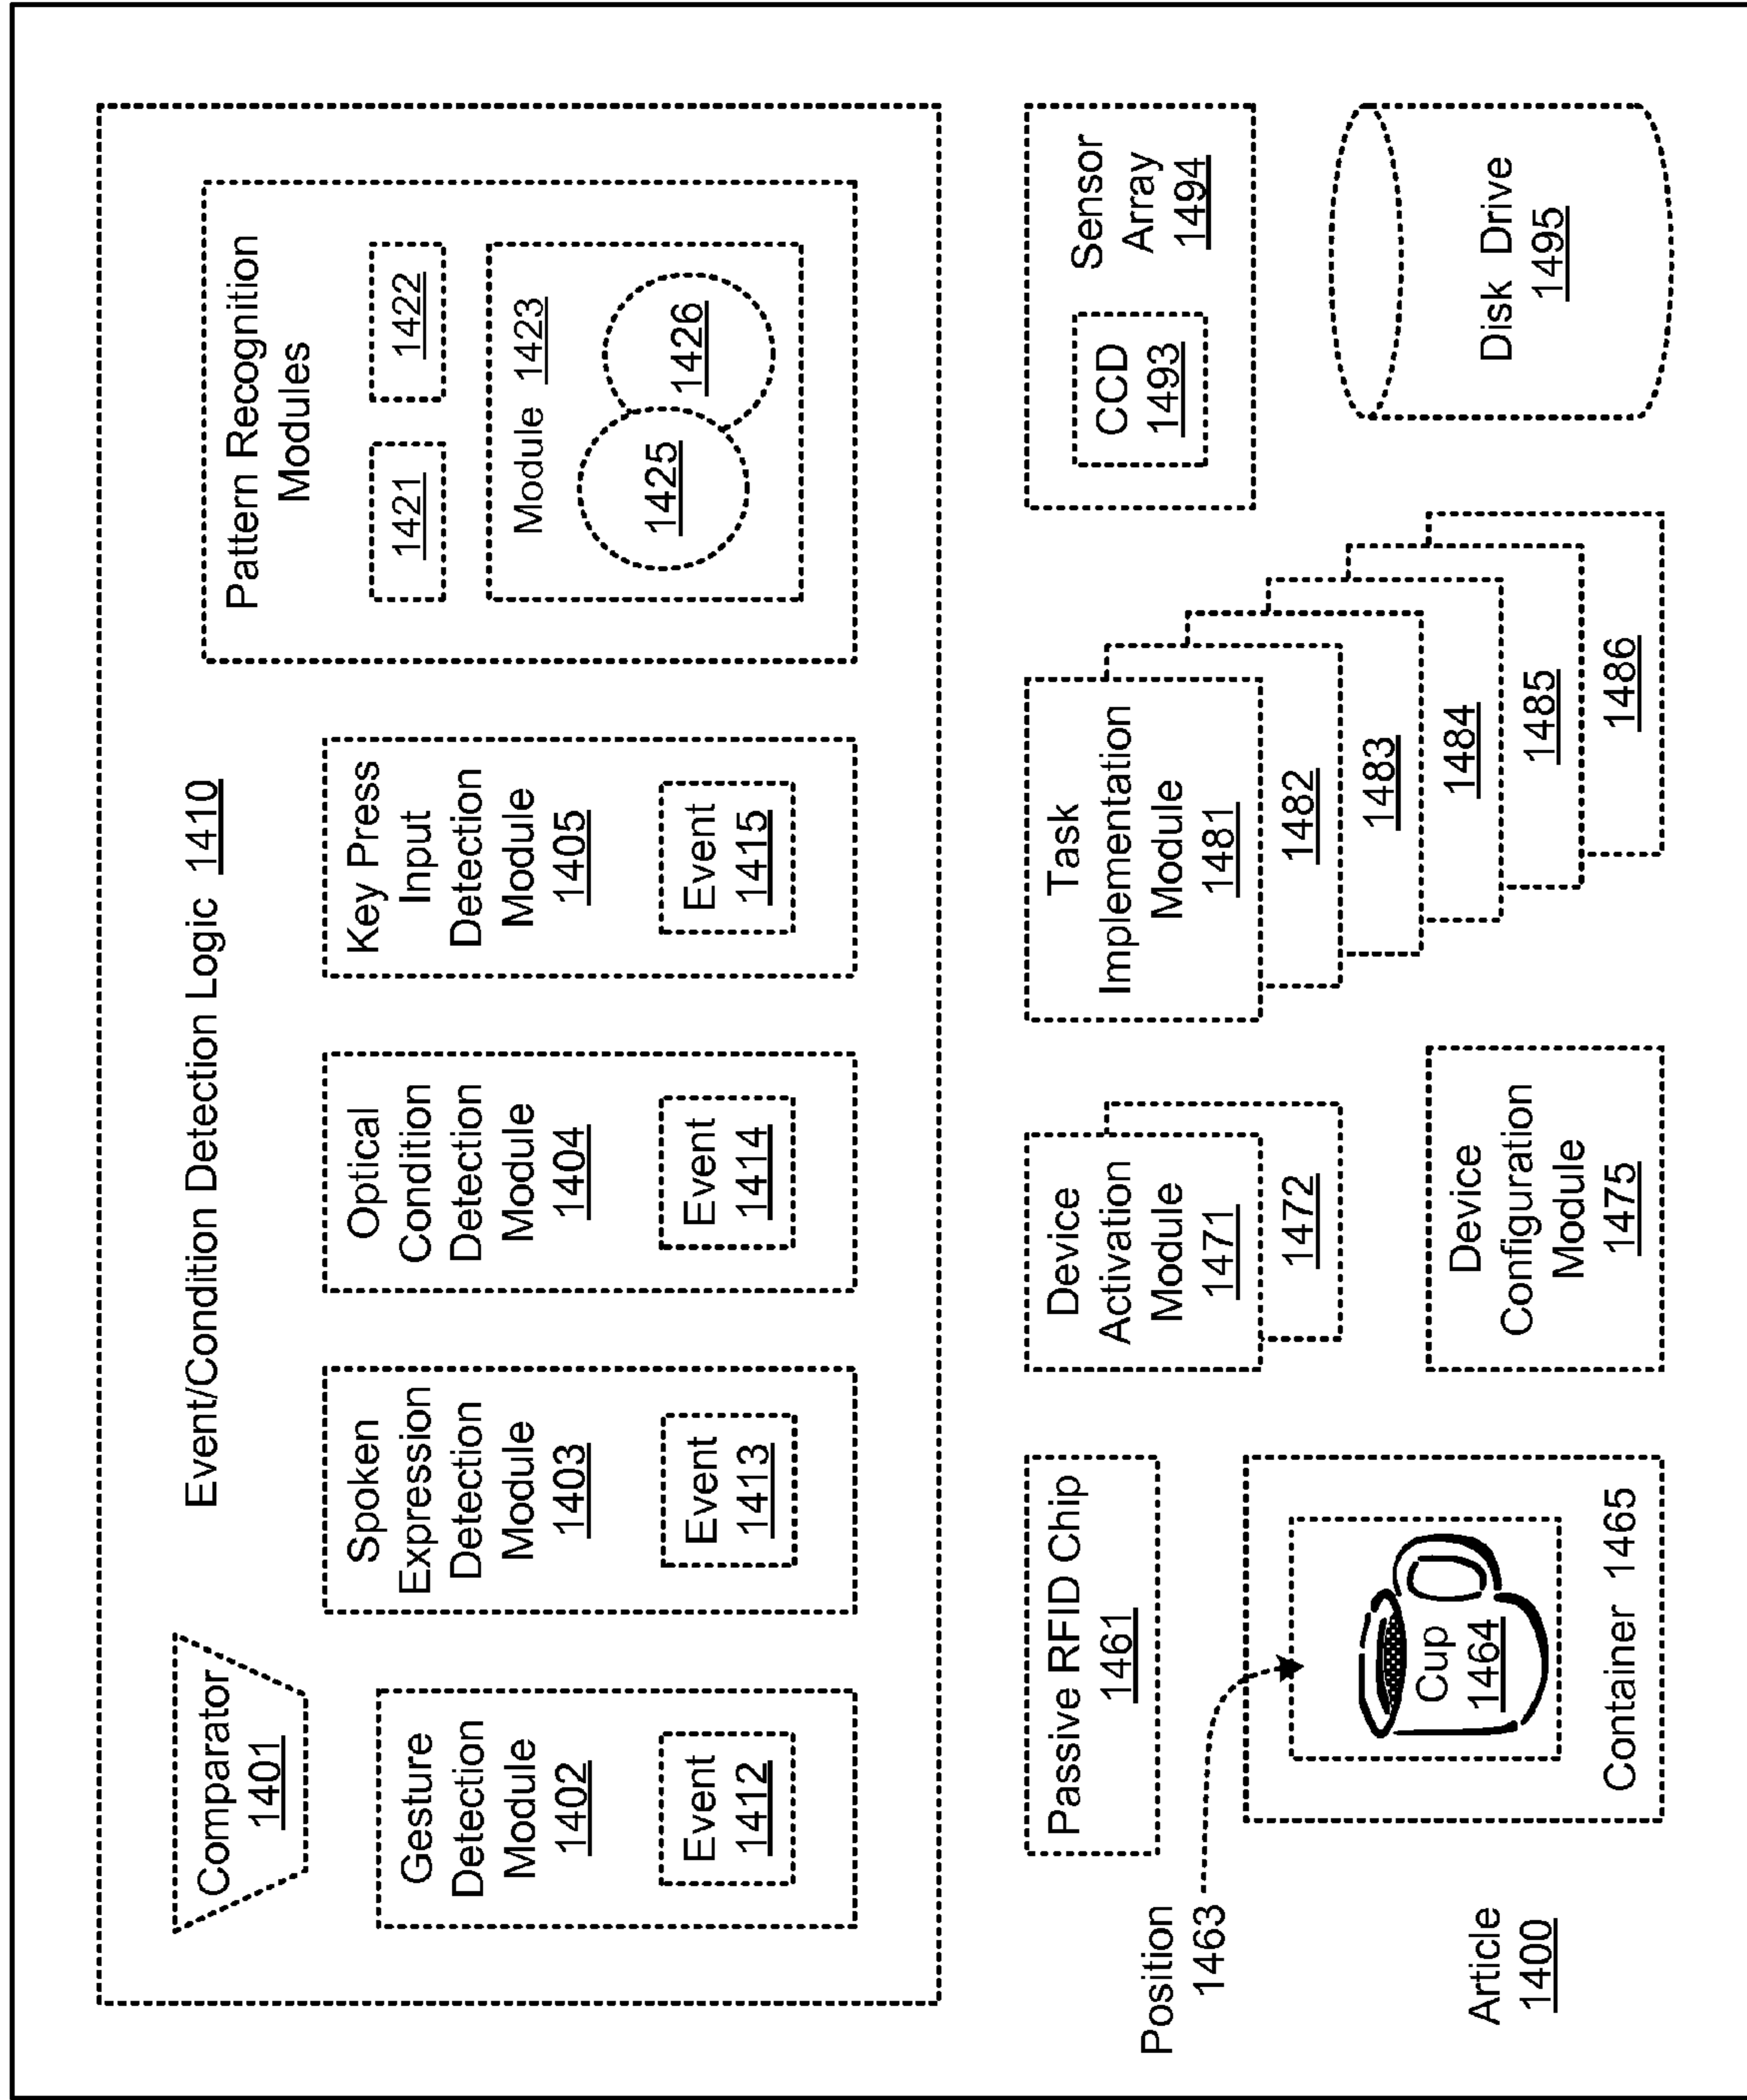 Event/Condition Detection Logic 1410
Comparator
1401
Gesture
Detection
Module
1402
Event
1412
Spoken
Expression
Detection
Module
1403
Event
1413
Optical
Condition
Detection
Module
1404
Event
1414
Key Press
Input
Detection
Module
1405
Event
1415
Pattern Recognition
Modules
1421
1422
Module 1423
1425
1426
Passive RFID Chip
1461
Position
1463
Cup
1464
Container 1465
Article
1400
Device
Activation
Module
1471
1472
Device
Configuration
Module
1475
Task
Implementation
Module
1481
1482
1483
1484
1485
1486
Sensor
Array
1494
CCD
1493
Disk Drive
1495